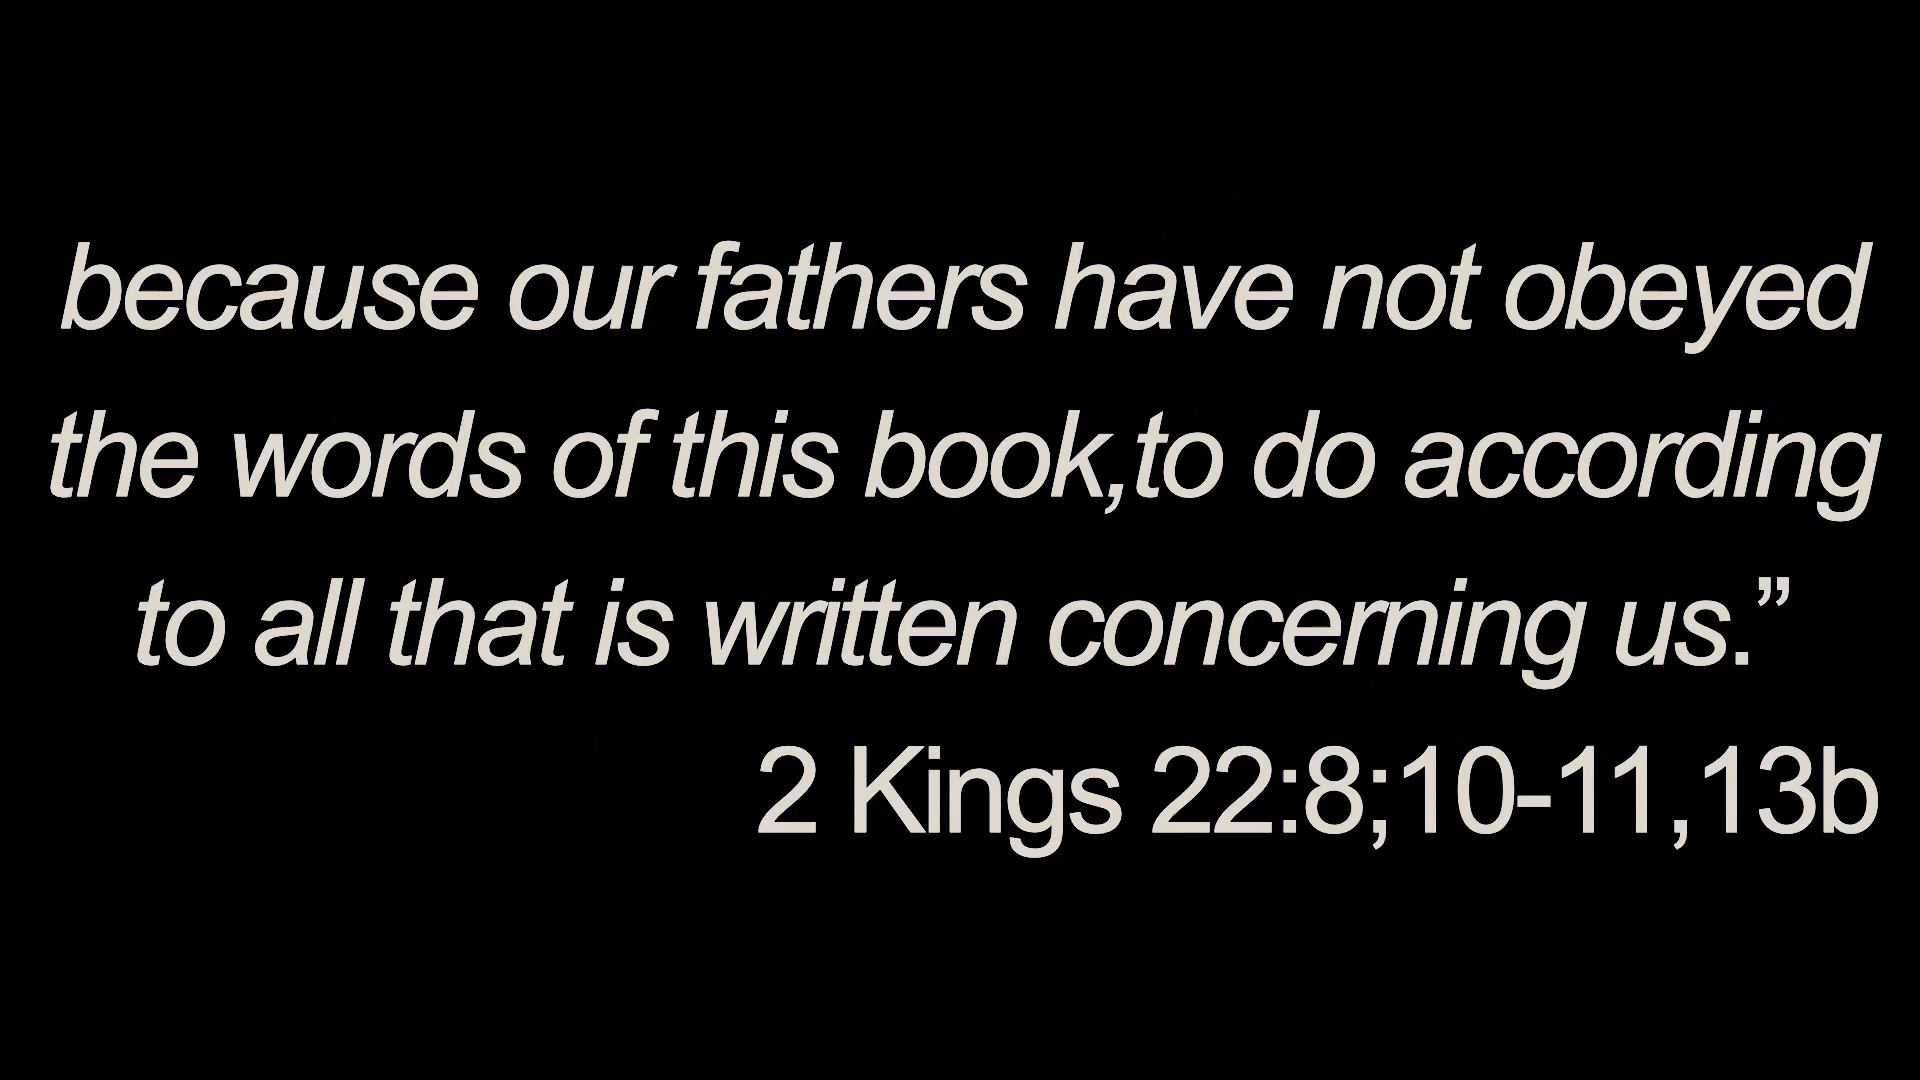 because our fathers have not obeyed
the words of this book,to do according
to all that is written concerning us.”
2 Kings 22:8;10-11,13b